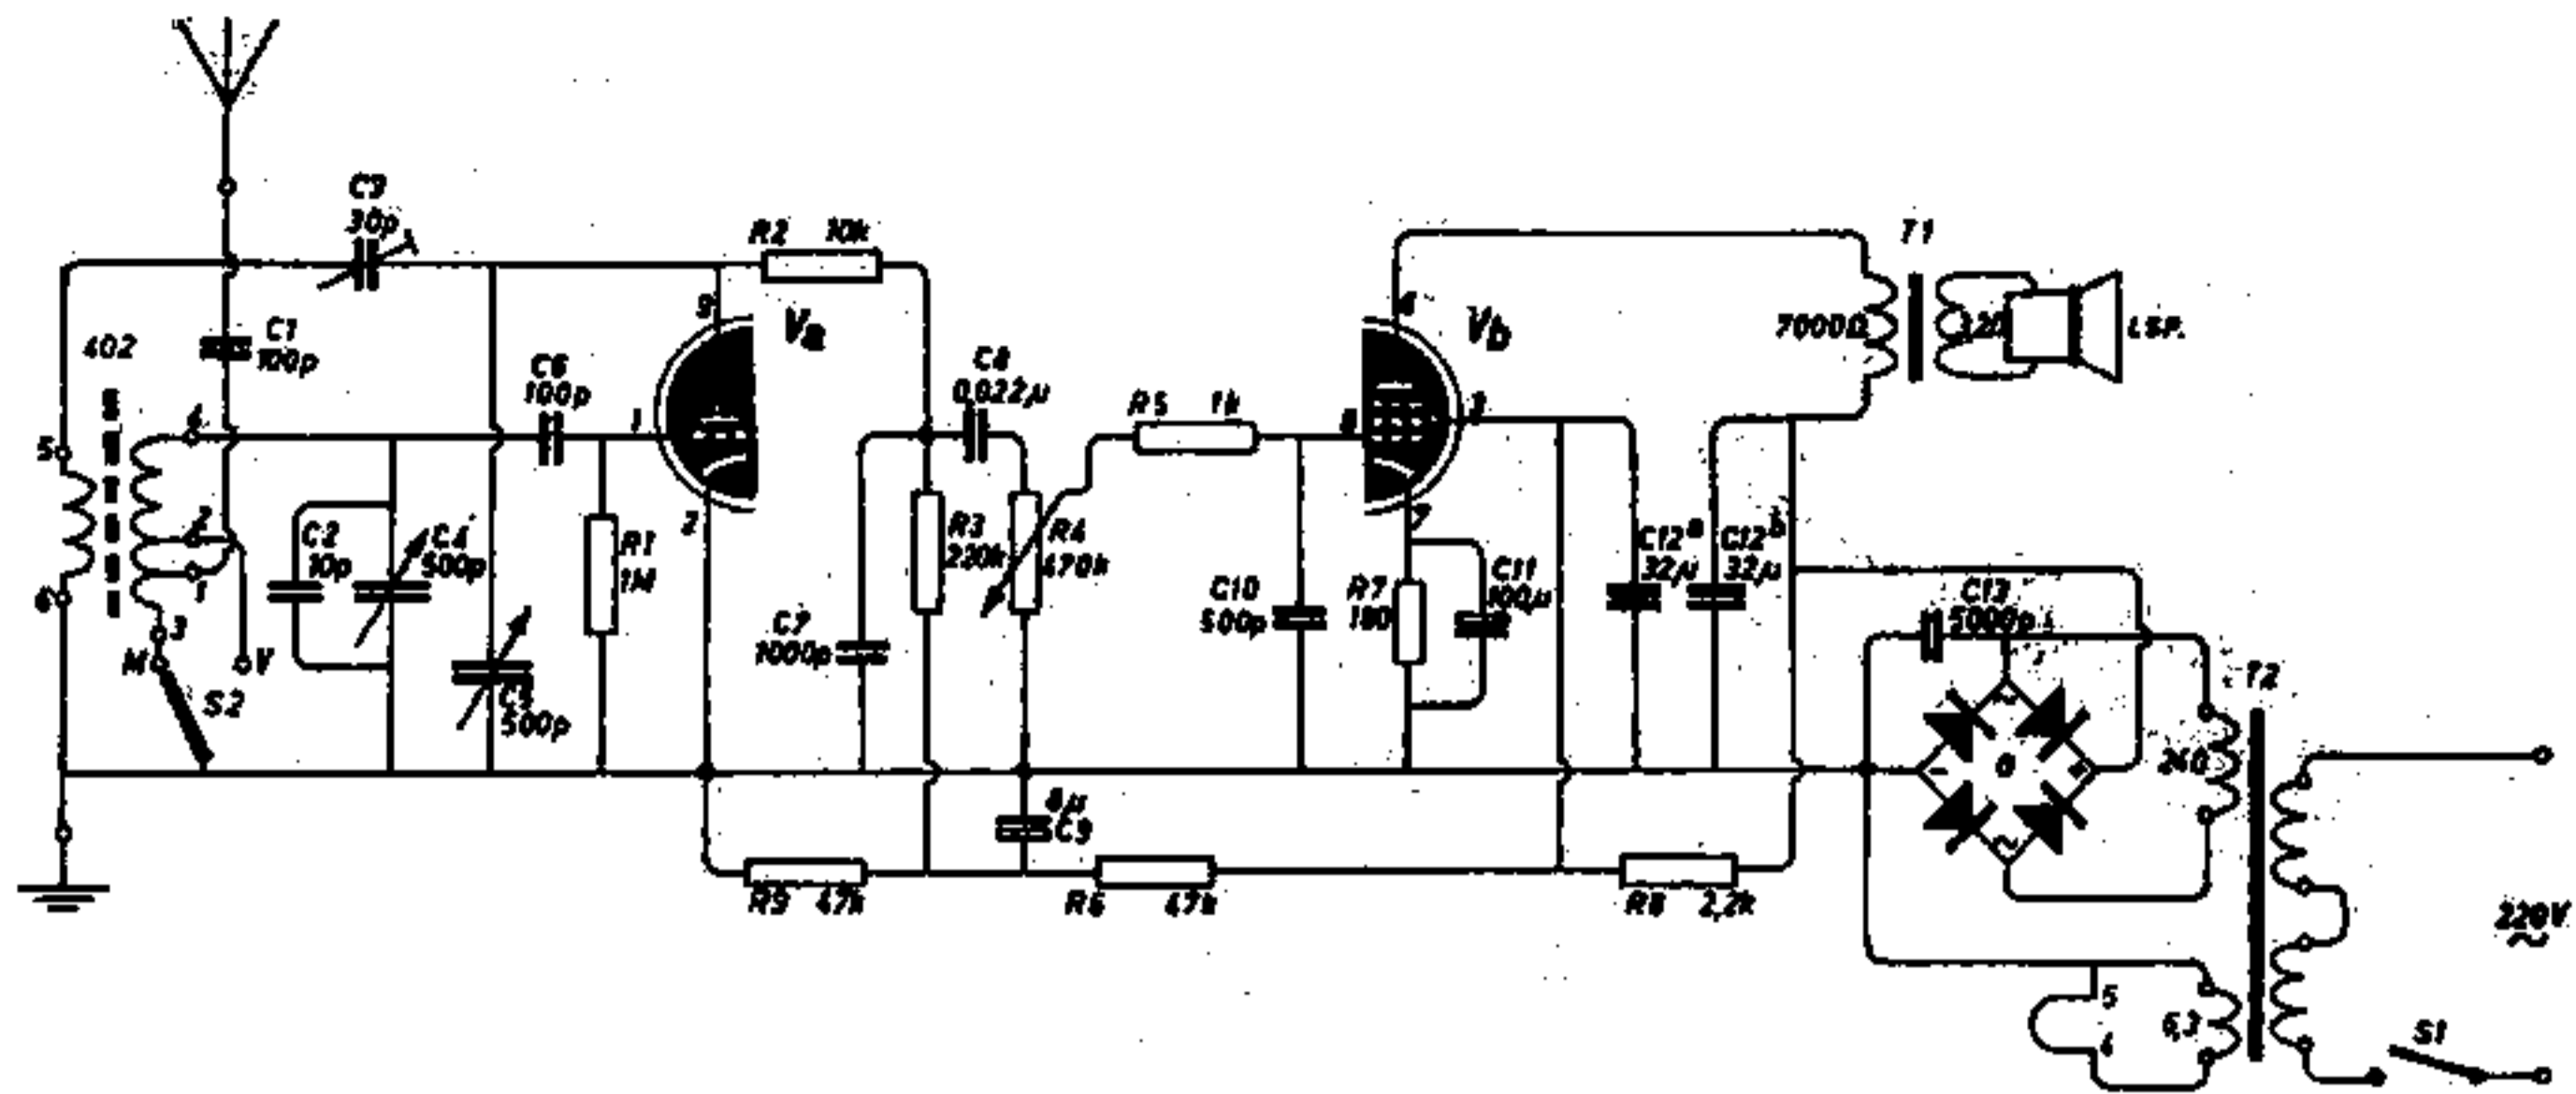 C3
30p
R2 10k
T1
9
Va
6
Vb
7000Ω
LSP.
402
C1
100p
C6
100p
C8
0,022µ
1
R5 1k
8
3
4
5
2
1
6
3
M
V
S2
C2
10p
C4
500p
C5
500p
R1
1M
2
R3
220k
R4
470k
C7
1000p
C10
500p
7
R7
180
C11
100µ
C12a
32µ
C12b
32µ
C13
5000p
~
-
+
~
T2
240
8µ
C9
R9 47k
R6 47k
R8 2,2k
220V
~
5
4
6,3
S1